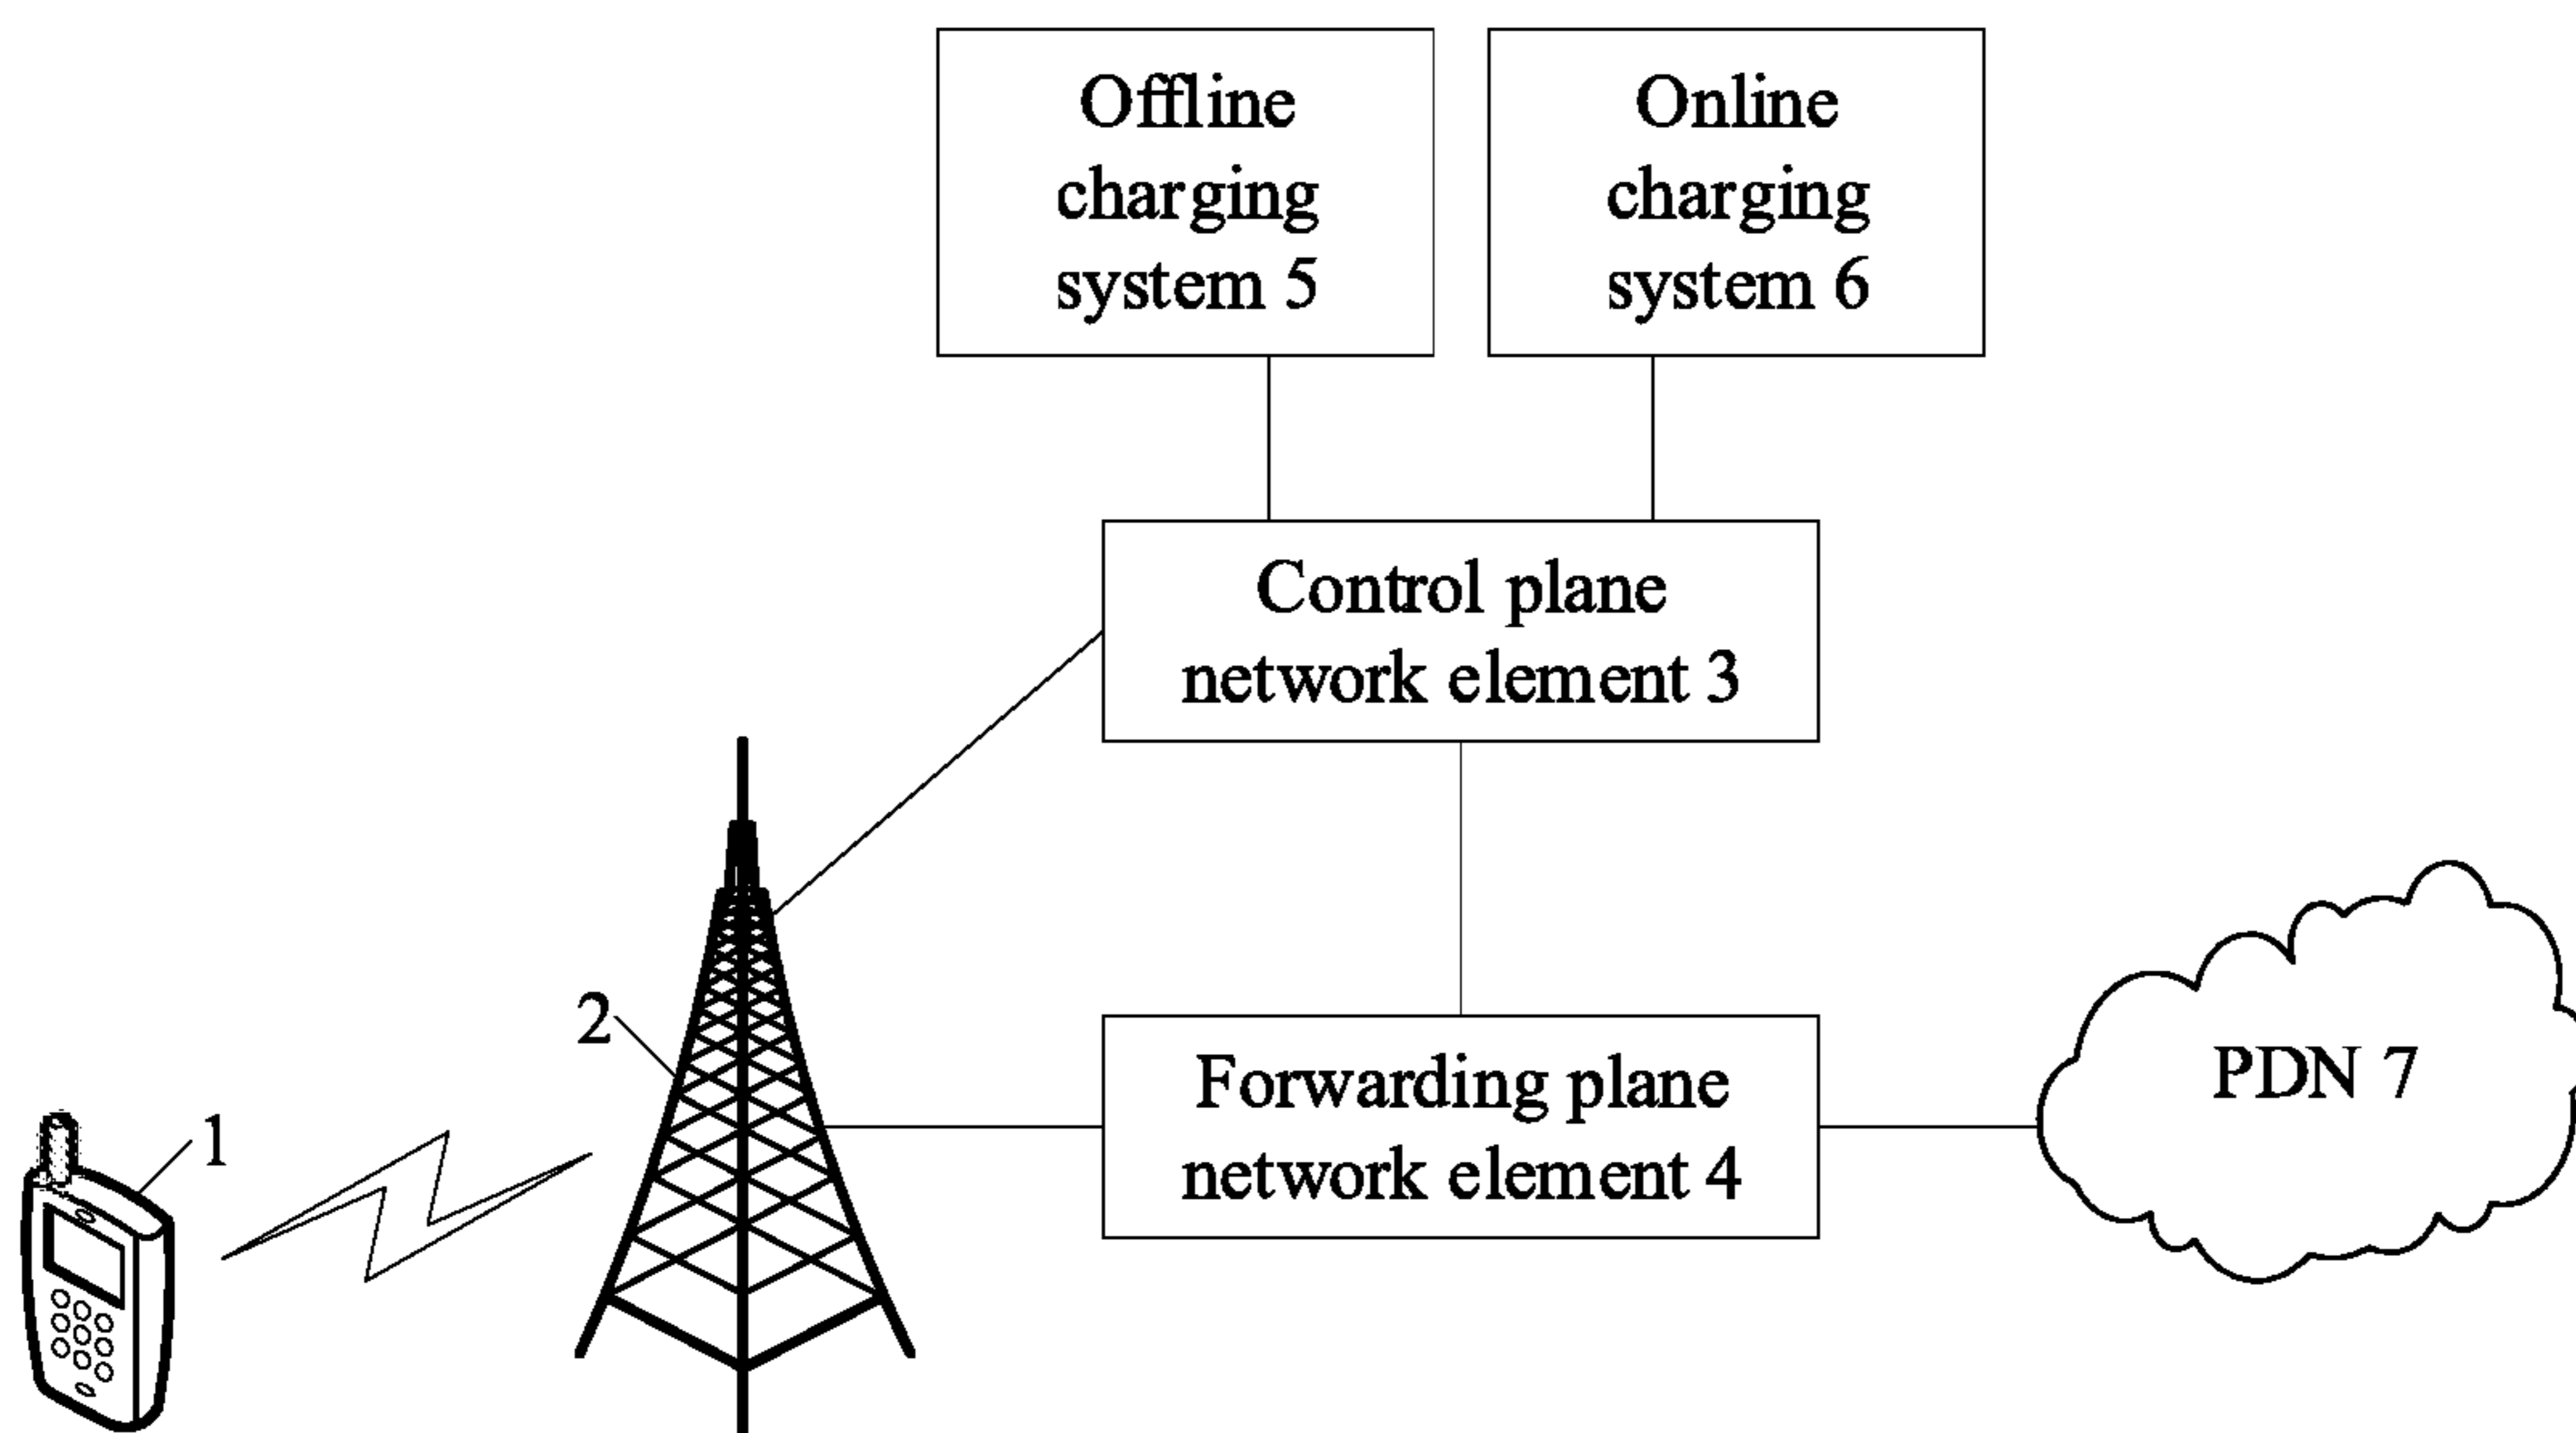 Offline
charging
system 5
Online
charging
system 6
Control plane
network element 3
2
Forwarding plane
network element 4
PDN 7
1